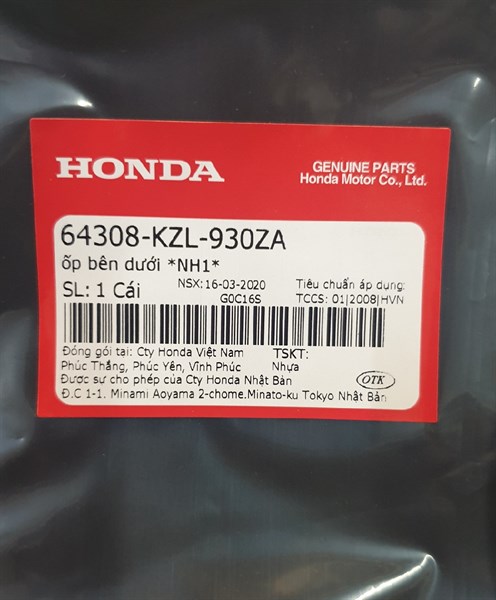 HONDA
GENUINE PARTS
Honda Motor Co., Ltd.
64308-KZL-930ZA
ốp bên dưới *NH1*
SL: 1 Cái
NSX: 16-03-2020
G0C16S
Tiêu chuẩn áp dụng:
TCCS: 01|2008|HVN
Đóng gói tại: Cty Honda Việt Nam
Phúc Thắng, Phúc Yên, Vĩnh Phúc
TSKT:
Nhựa
Được sự cho phép của Cty Honda Nhật Bản
OTK
Đ.C 1-1. Minami Aoyama 2-chome.Minato-ku Tokyo Nhật Bản